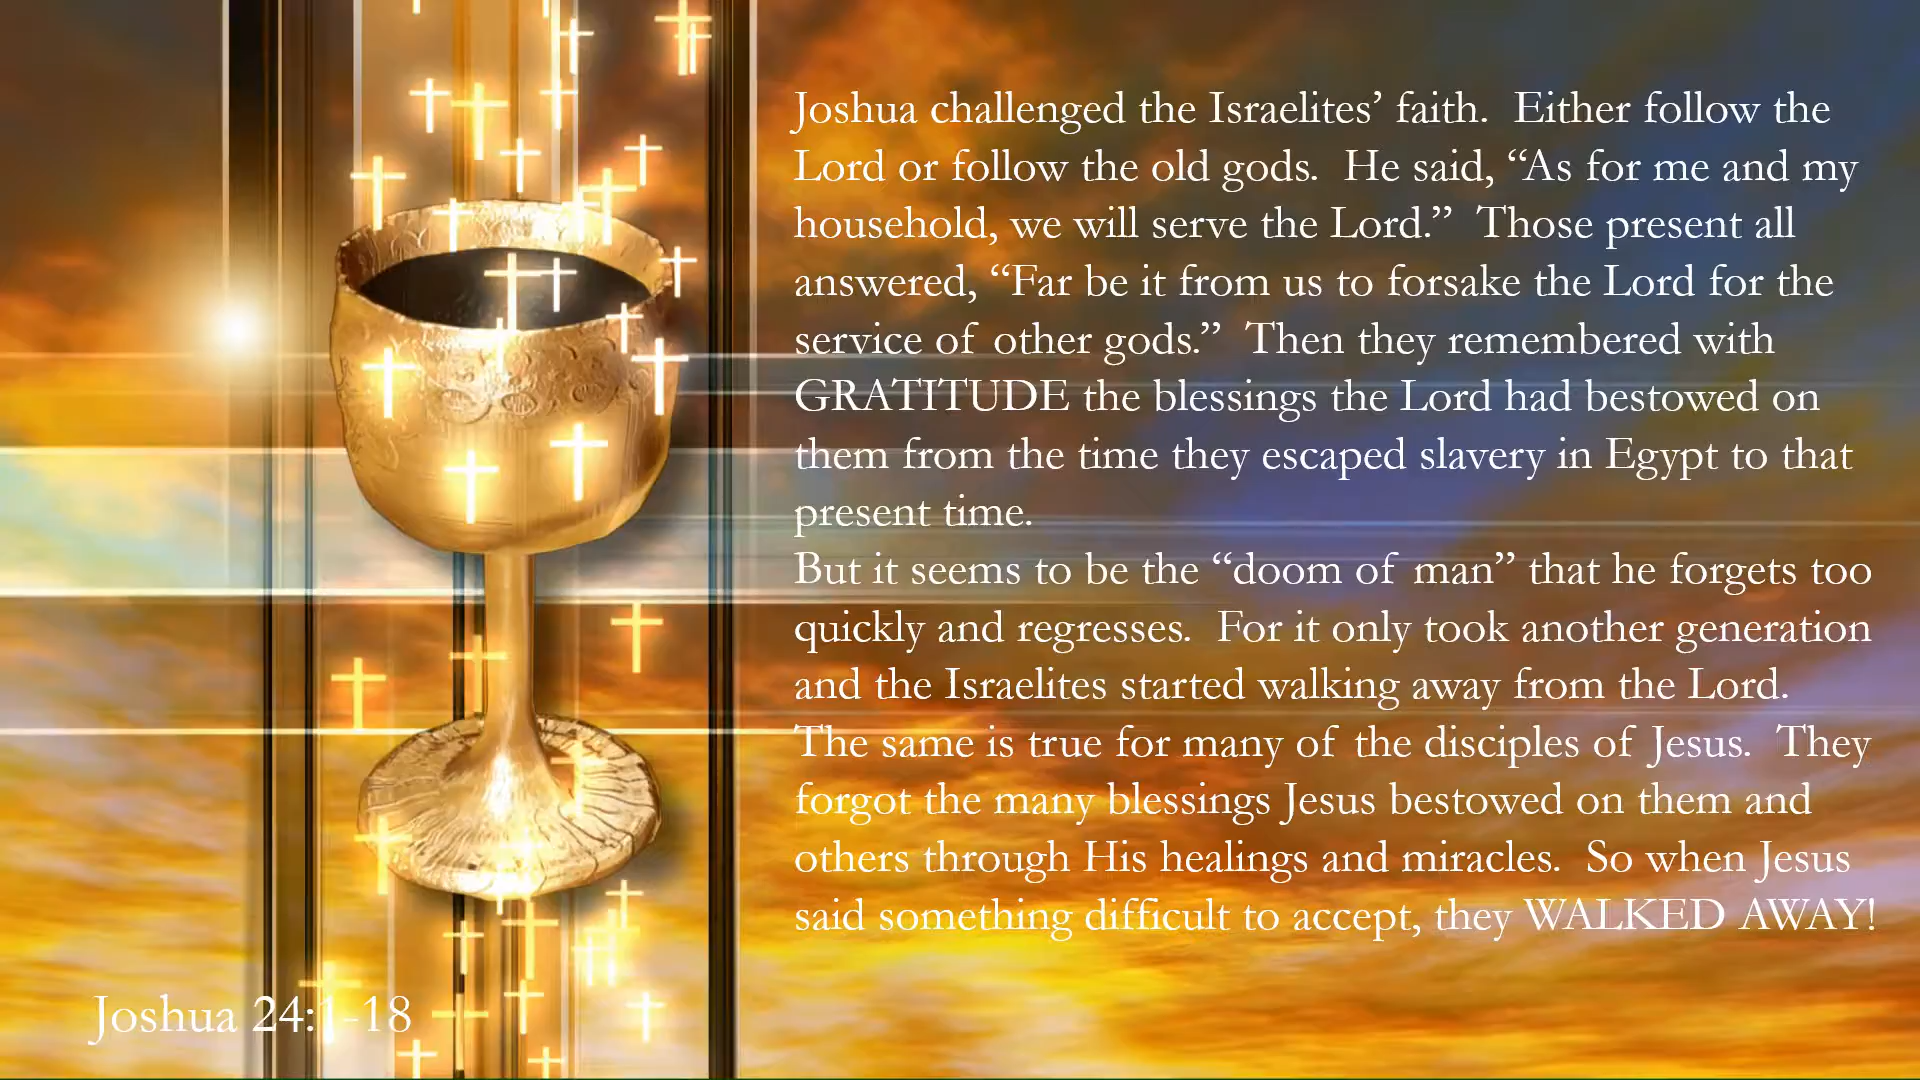 Joshua challenged the Israelites’ faith.  Either follow the
Lord or follow the old gods.  He said, “As for me and my
household, we will serve the Lord.”  Those present all
answered, “Far be it from us to forsake the Lord for the
service of other gods.”  Then they remembered with
GRATITUDE the blessings the Lord had bestowed on
them from the time they escaped slavery in Egypt to that
present time.
But it seems to be the “doom of man” that he forgets too
quickly and regresses.  For it only took another generation
and the Israelites started walking away from the Lord.
The same is true for many of the disciples of Jesus.  They
forgot the many blessings Jesus bestowed on them and
others through His healings and miracles.  So when Jesus
said something difficult to accept, they WALKED AWAY!
Joshua 24:1-18